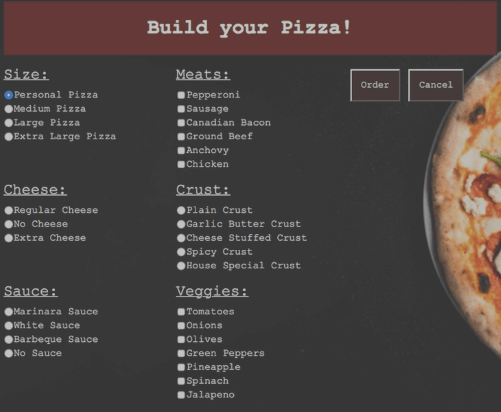 Build your Pizza!
Size:
Personal Pizza
Medium Pizza
Large Pizza
Extra Large Pizza
Meats:
Pepperoni
Sausage
Canadian Bacon
Ground Beef
Anchovy
Chicken
Order
Cancel
Cheese:
Regular Cheese
No Cheese
Extra Cheese
Crust:
Plain Crust
Garlic Butter Crust
Cheese Stuffed Crust
Spicy Crust
House Special Crust
Sauce:
Marinara Sauce
White Sauce
Barbeque Sauce
No Sauce
Veggies:
Tomatoes
Onions
Olives
Green Peppers
Pineapple
Spinach
Jalapeno